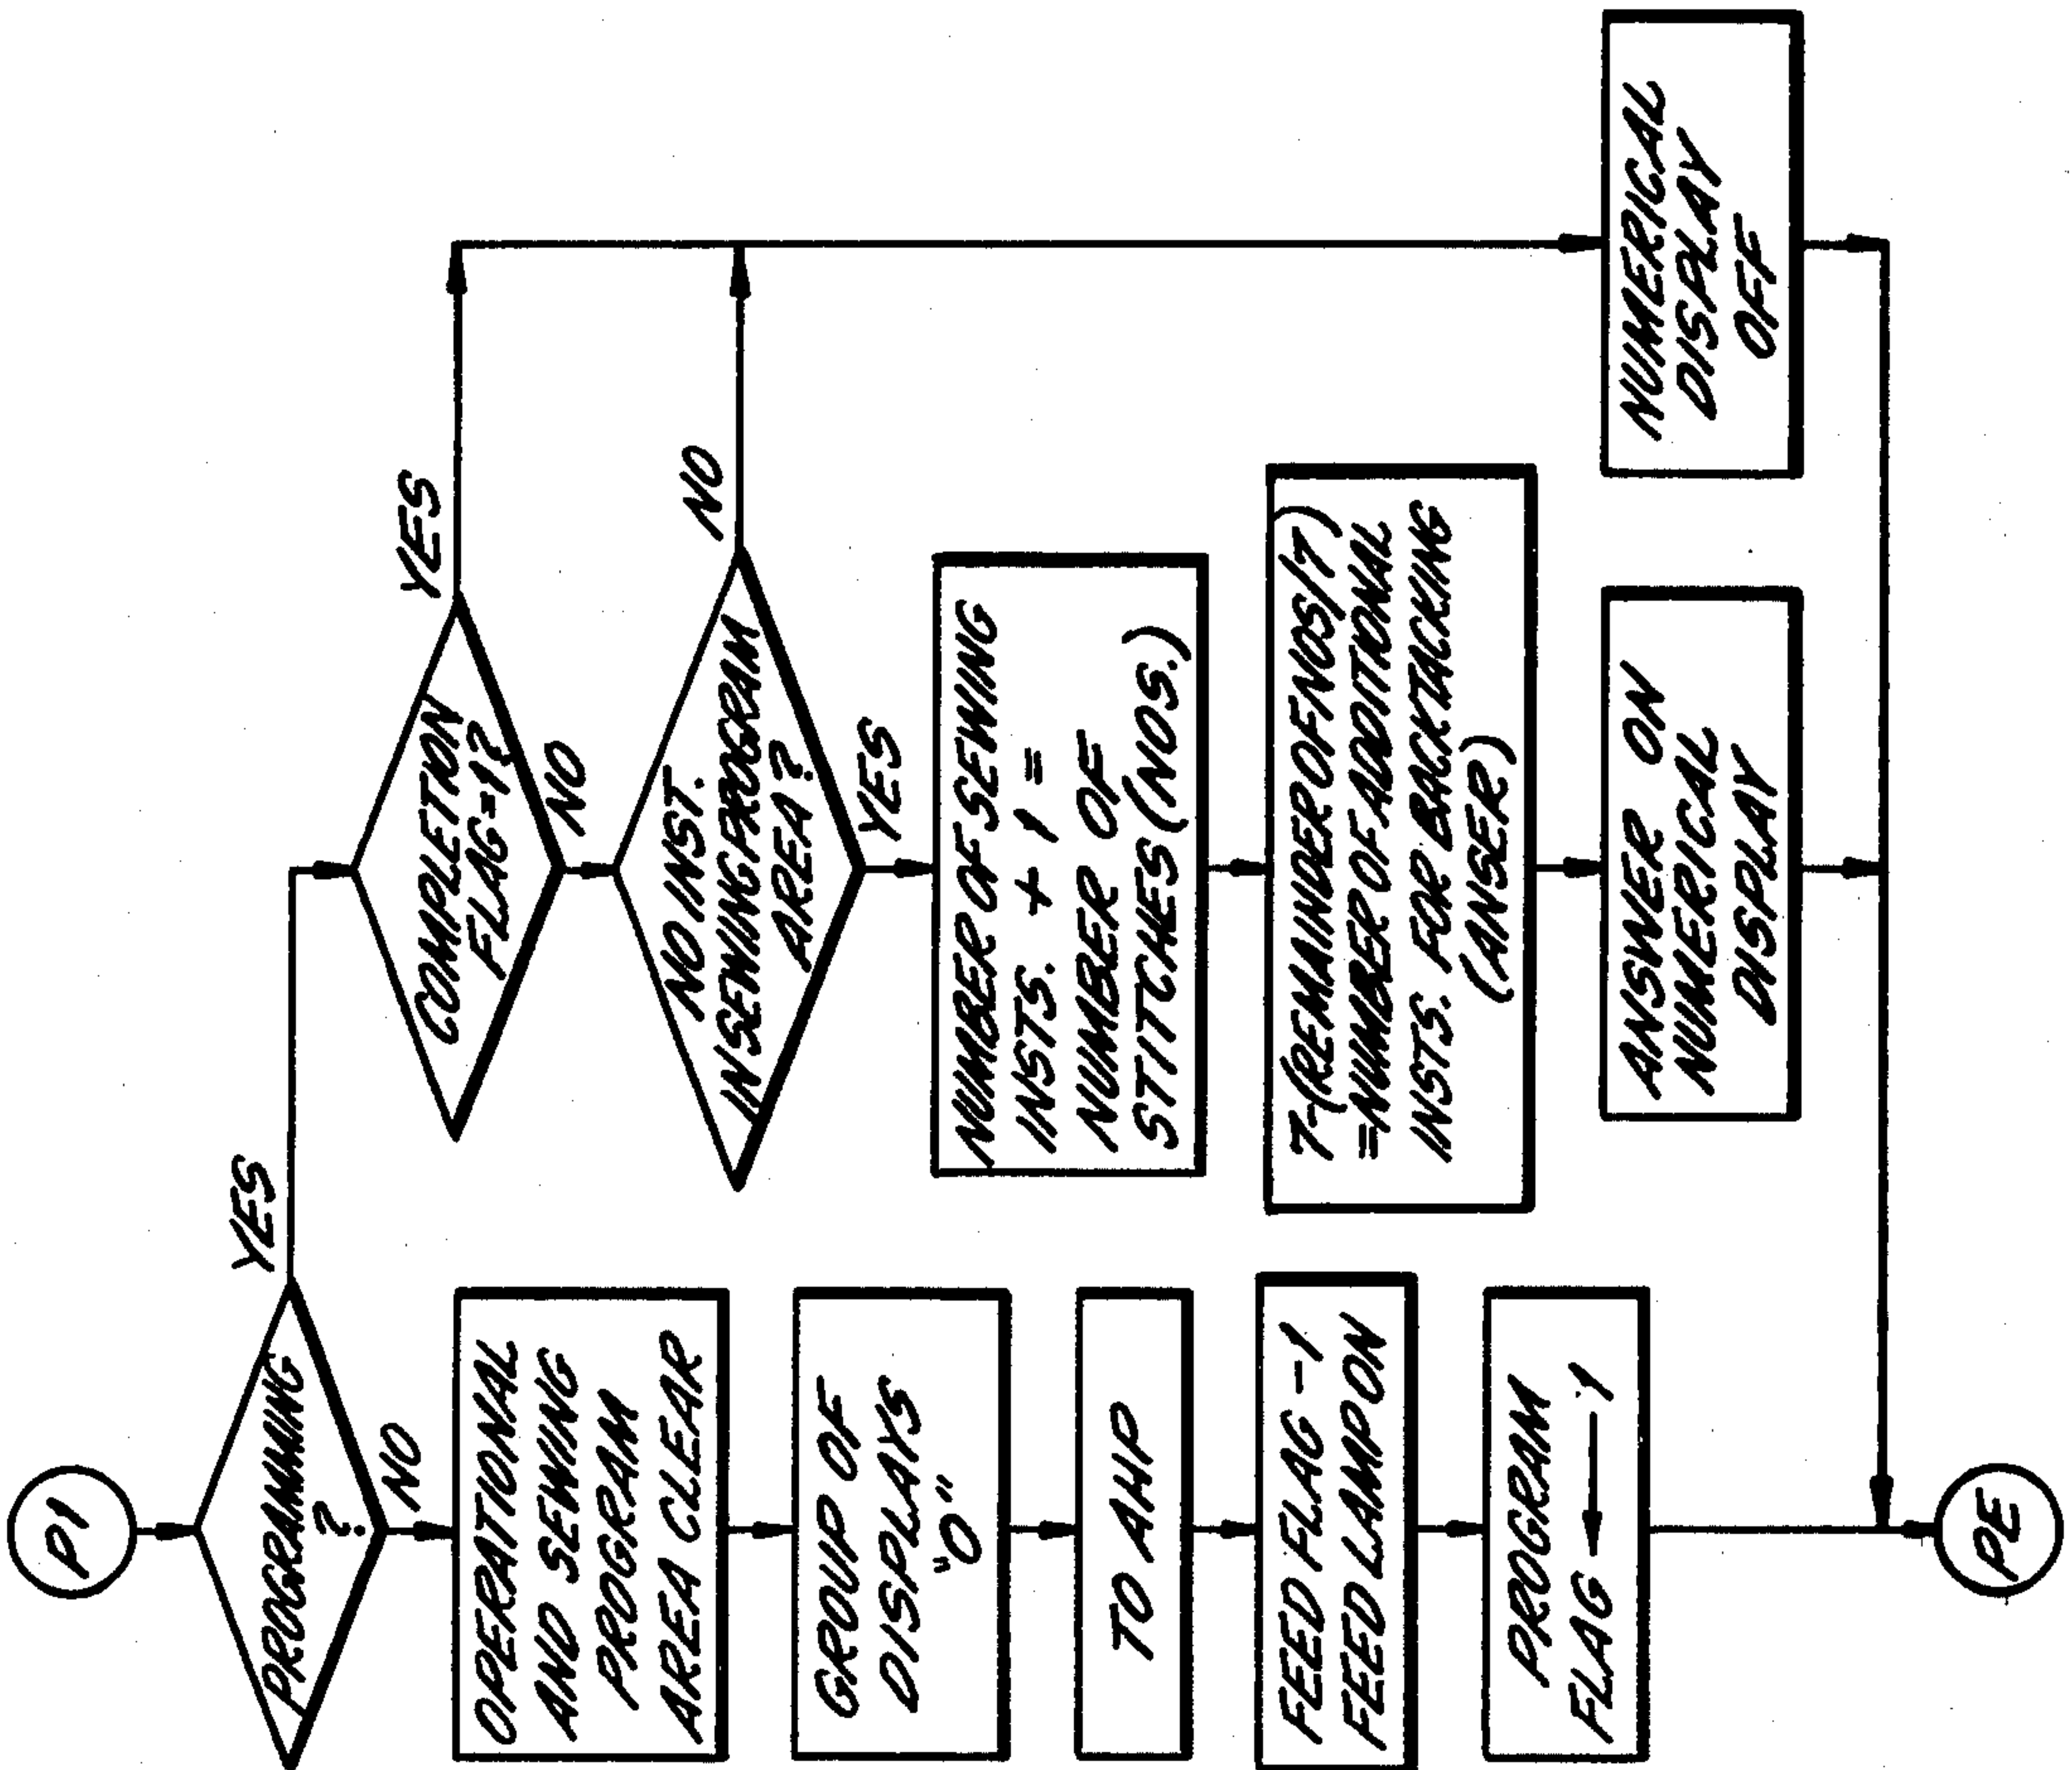 P1
PROGRAMMING
?
YES
NO
OPERATIONAL
AND SEWING
PROGRAM
AREA CLEAR
GROUP OF
DISPLAYS
"O"
TO AHP
FEED FLAG -1
FEED LAMP ON
PROGRAM
FLAG ← 1
PE
COMPLETION
FLAG=1?
YES
NO
NO INST.
IN SEWING PROGRAM
AREA?
NO
YES
NUMBER OF SEWING
INSTS. + 1 =
NUMBER OF
STITCHES (NOS.)
7-(REMAINDER OF NOS/7)
=NUMBER OF ADDITIONAL
INSTS. FOR BACK TACKING
(ANSER)
ANSWER ON
NUMERICAL
DISPLAY
NUMERICAL
DISPLAY
OFF